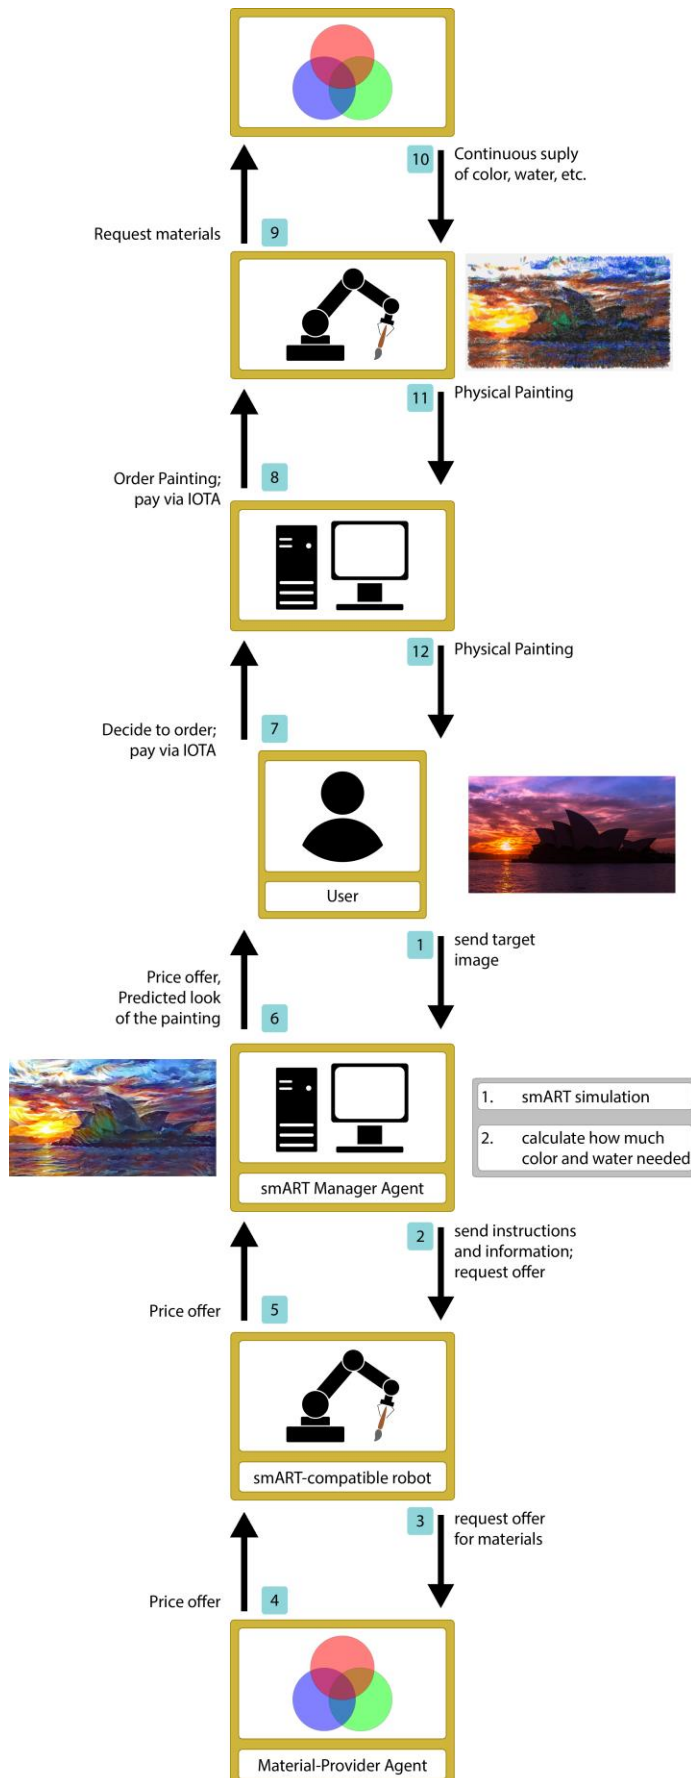 10
Continuous suply
of color, water, etc.
Request materials
9
11
Physical Painting
Order Painting;
pay via IOTA
8
12
Physical Painting
Decide to order;
pay via IOTA
7
User
1
send target
image
Price offer,
Predicted look
of the painting
6
1. smART simulation
2. calculate how much
color and water needed
smART Manager Agent
2
send instructions
and information;
request offer
Price offer
5
smART-compatible robot
3
request offer
for materials
Price offer
4
Material-Provider Agent